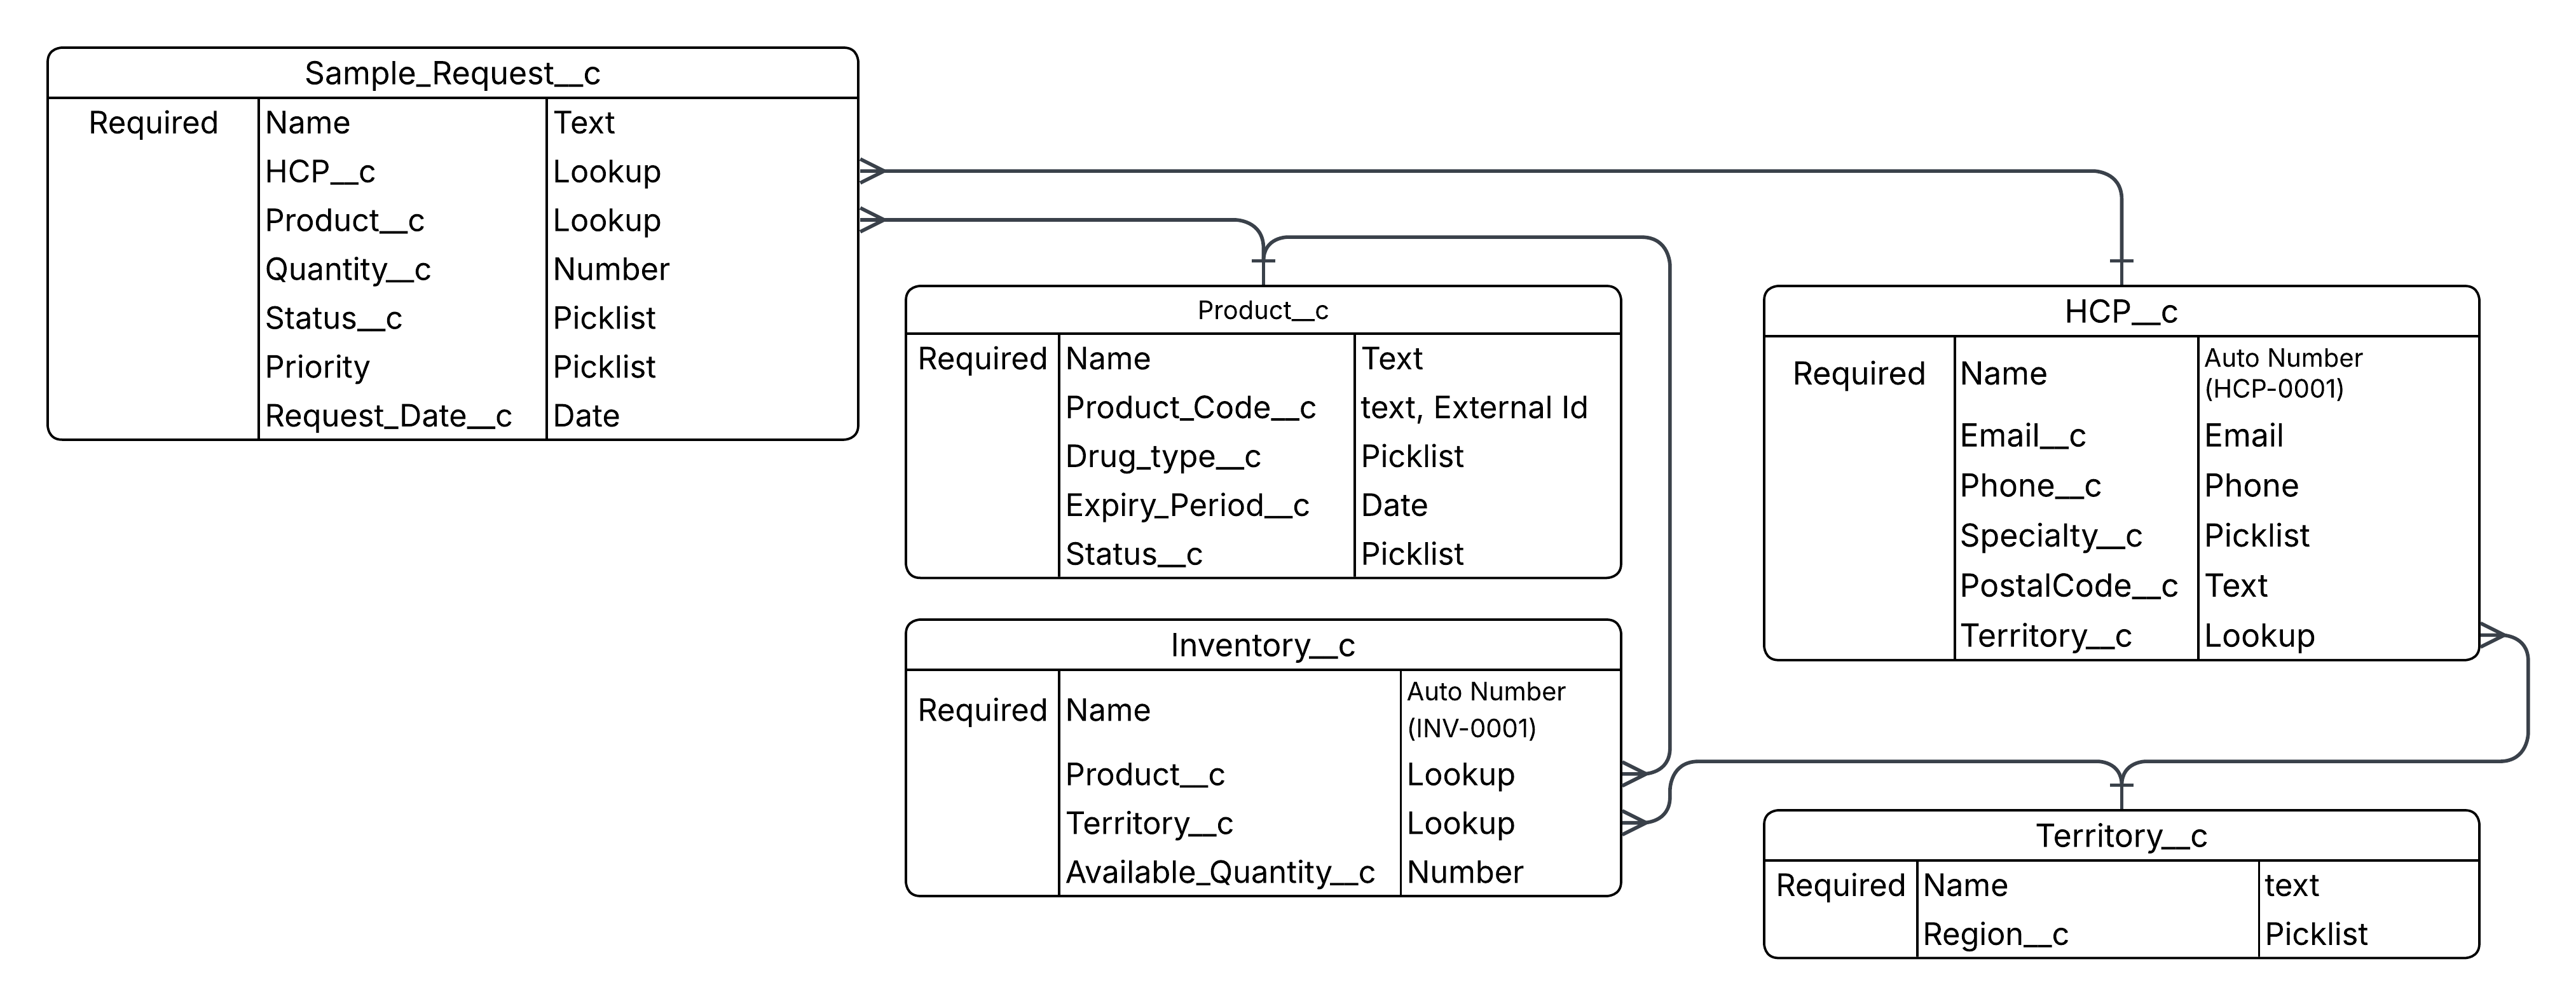 Sample_Request__c
Required Name Text
HCP__c Lookup
Product__c Lookup
Quantity__c Number
Status__c Picklist
Priority Picklist
Request_Date__c Date
Product__c
Required Name Text
Product_Code__c text, External Id
Drug_type__c Picklist
Expiry_Period__c Date
Status__c Picklist
HCP__c
Required Name Auto Number
(HCP-0001)
Email__c Email
Phone__c Phone
Specialty__c Picklist
PostalCode__c Text
Territory__c Lookup
Inventory__c
Required Name Auto Number
(INV-0001)
Product__c Lookup
Territory__c Lookup
Available_Quantity__c Number
Territory__c
Required Name text
Region__c Picklist